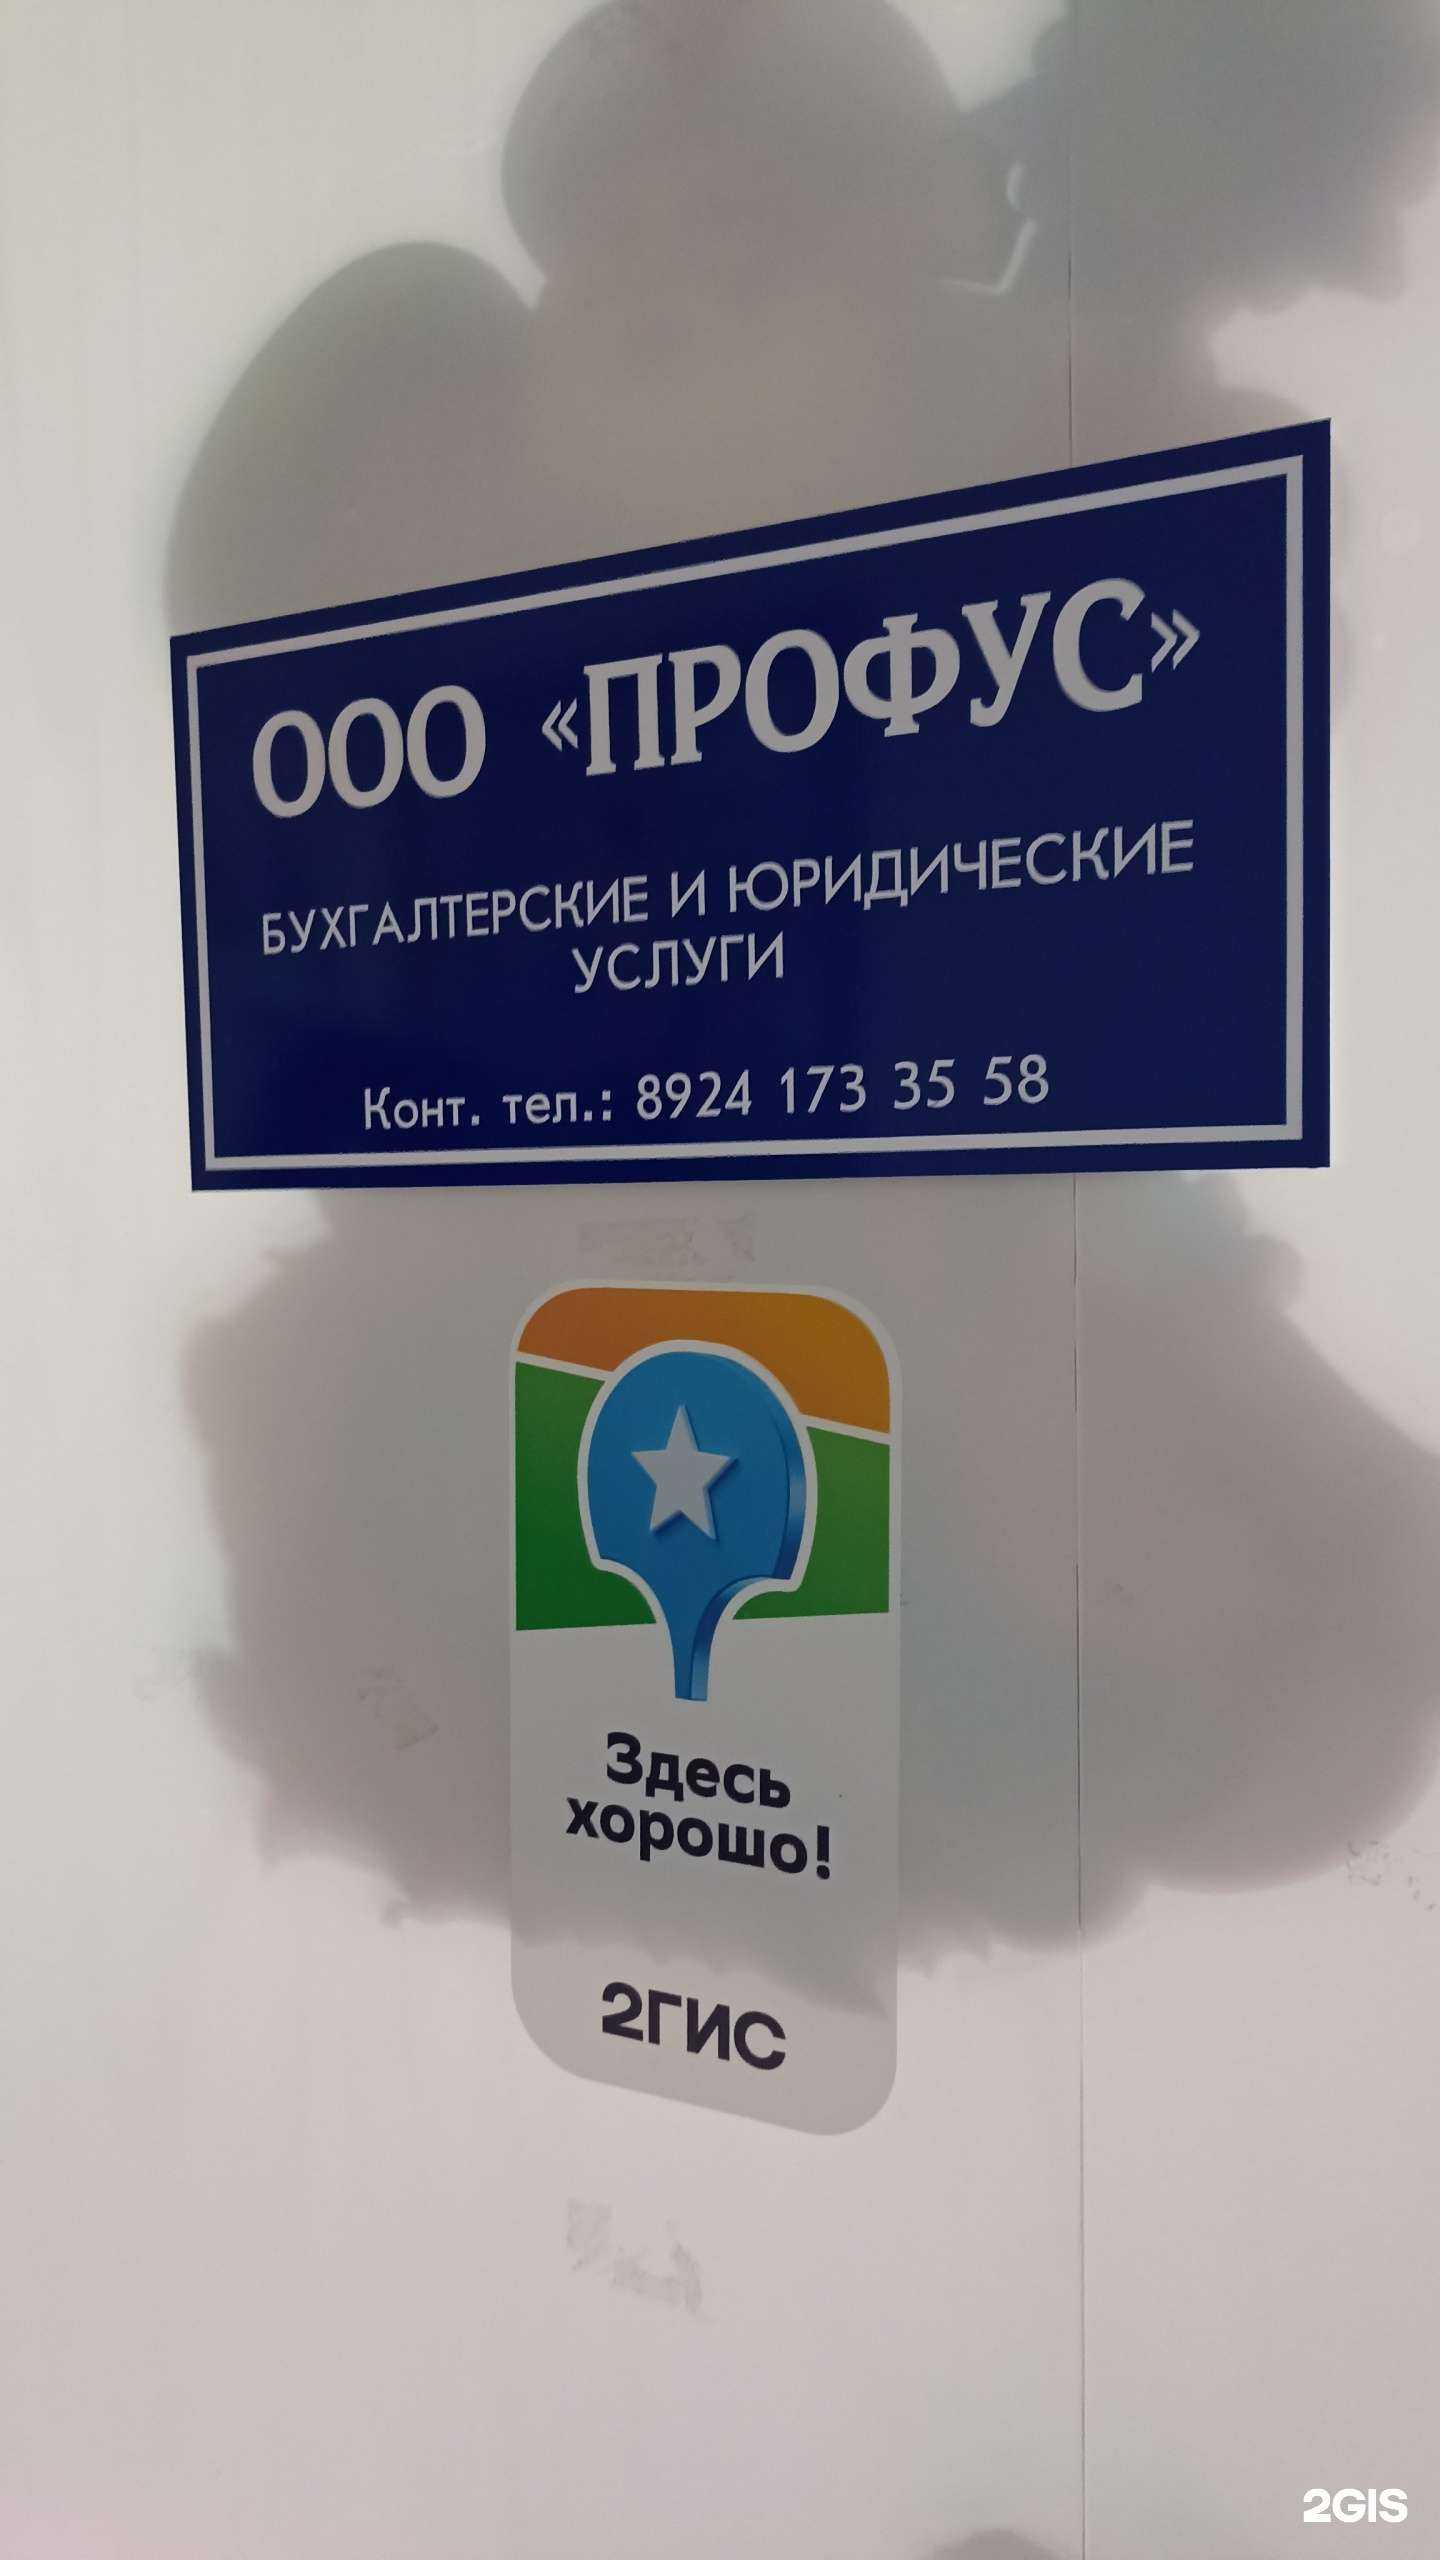 ООО «ПРОФУС»
БУХГАЛТЕРСКИЕ И ЮРИДИЧЕСКИЕ
УСЛУГИ
Конт. тел.: 8924 173 35 58
Здесь
хорошо!
2ГИС
2GIS